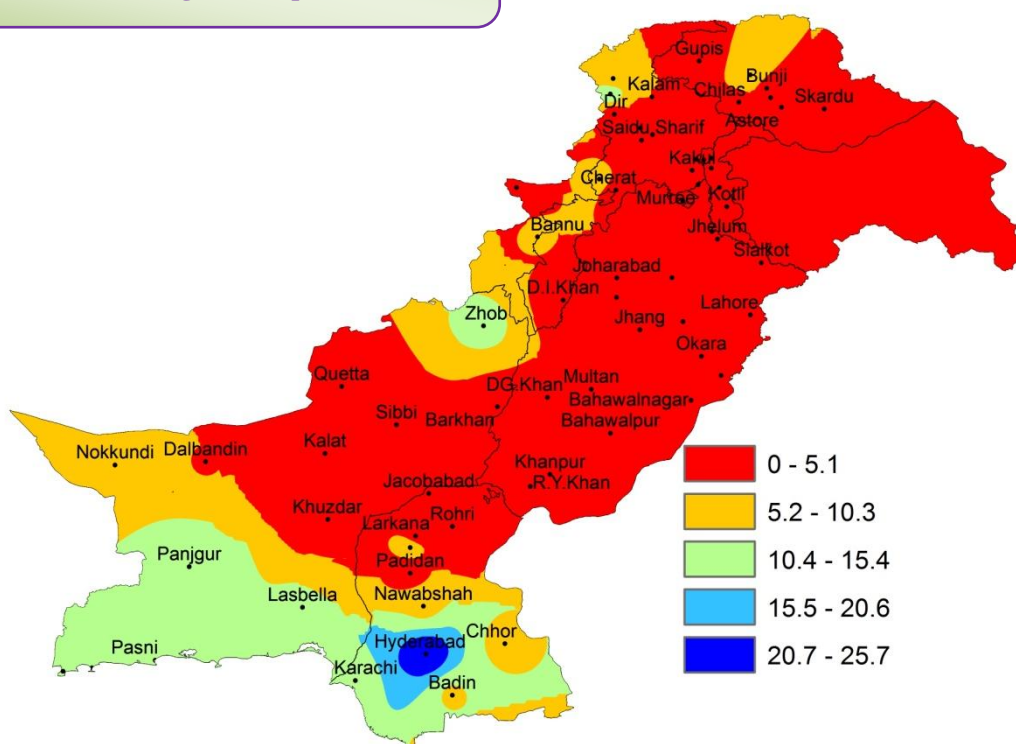 Gupis
Bunji
Kalam
Chilas
Skardu
Dir
Astore
Saidu Sharif
Cherat
Kotli
Bannu
Jhelum
Sialkot
Joharabad
D.I.Khan
Zhob
Lahore
Jhang
Okara
Quetta
DG.Khan
Multan
Bahawalnagar
Sibbi
Barkhan
Bahawalpur
Kalat
Nokkundi
Dalbandin
Khanpur
R.Y.Khan
Jacobabad
Khuzdar
Larkana
Rohri
Panjgur
Padidan
Lasbella
Nawabshah
Pasni
Hyderabad
Chhor
Karachi
Badin
0 - 5.1
5.2 - 10.3
10.4 - 15.4
15.5 - 20.6
20.7 - 25.7